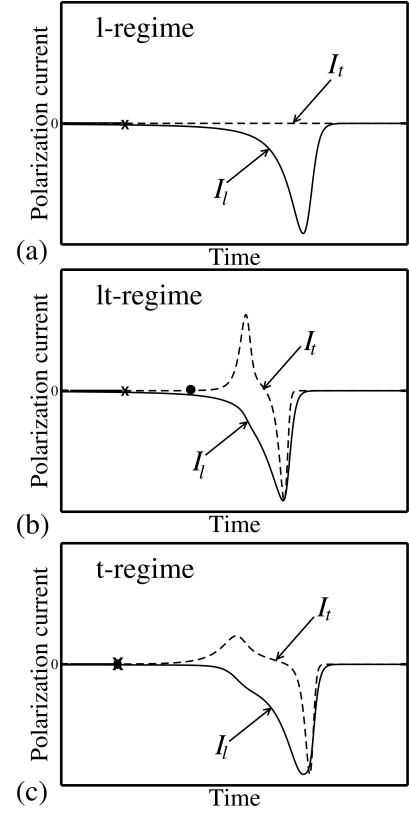 l-regime
Polarization current
0
x
I_t
I_l
(a)
Time
lt-regime
Polarization current
0
x
I_t
I_l
(b)
Time
t-regime
Polarization current
0
x
I_t
I_l
(c)
Time